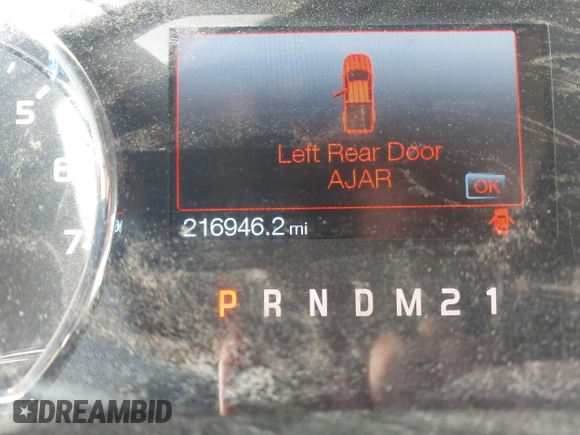 5
6
7
Left Rear Door
AJAR
OK
216946.2 mi
P R N D M 2 1
DREAMBID